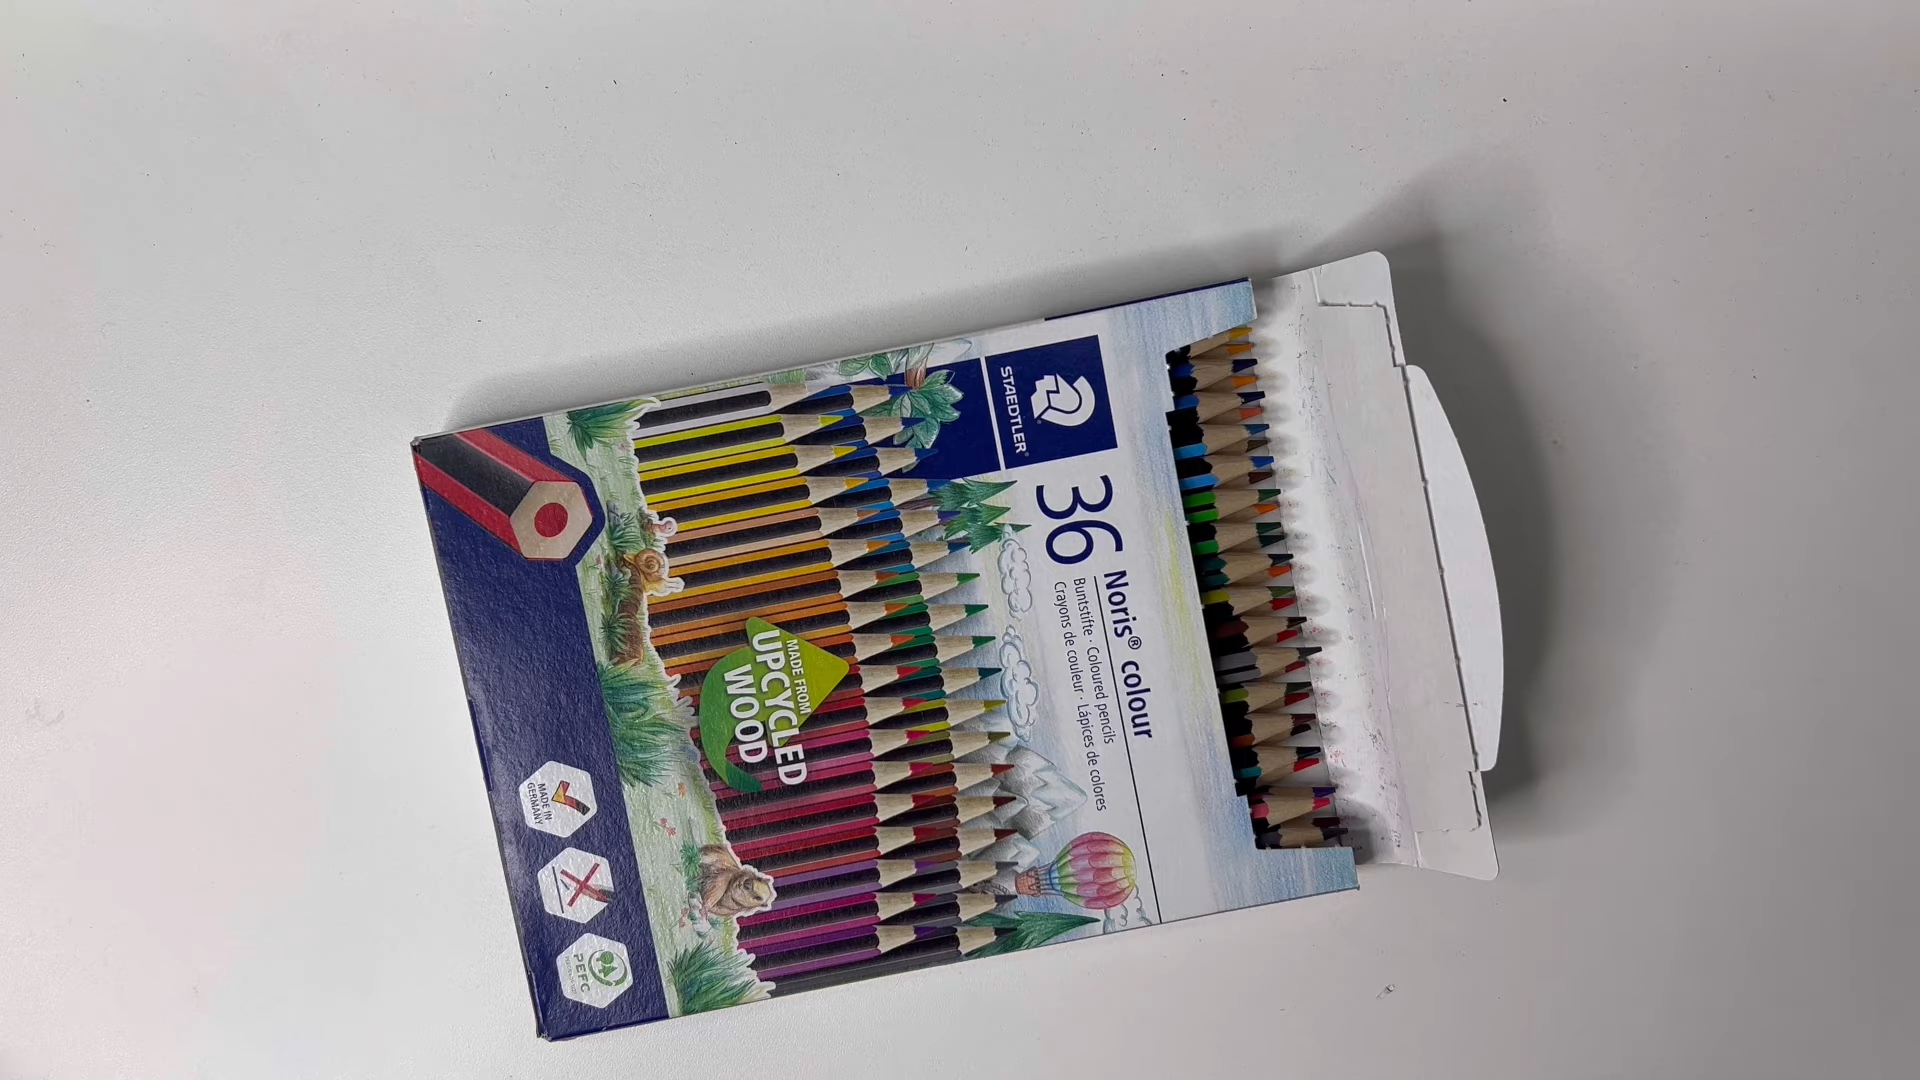 STAEDTLER®
36
Noris® colour
Buntstifte · Coloured pencils
Crayons de couleur · Lápices de colores
MADE FROM
UPCYCLED
WOOD
MADE IN
GERMANY
PEFC